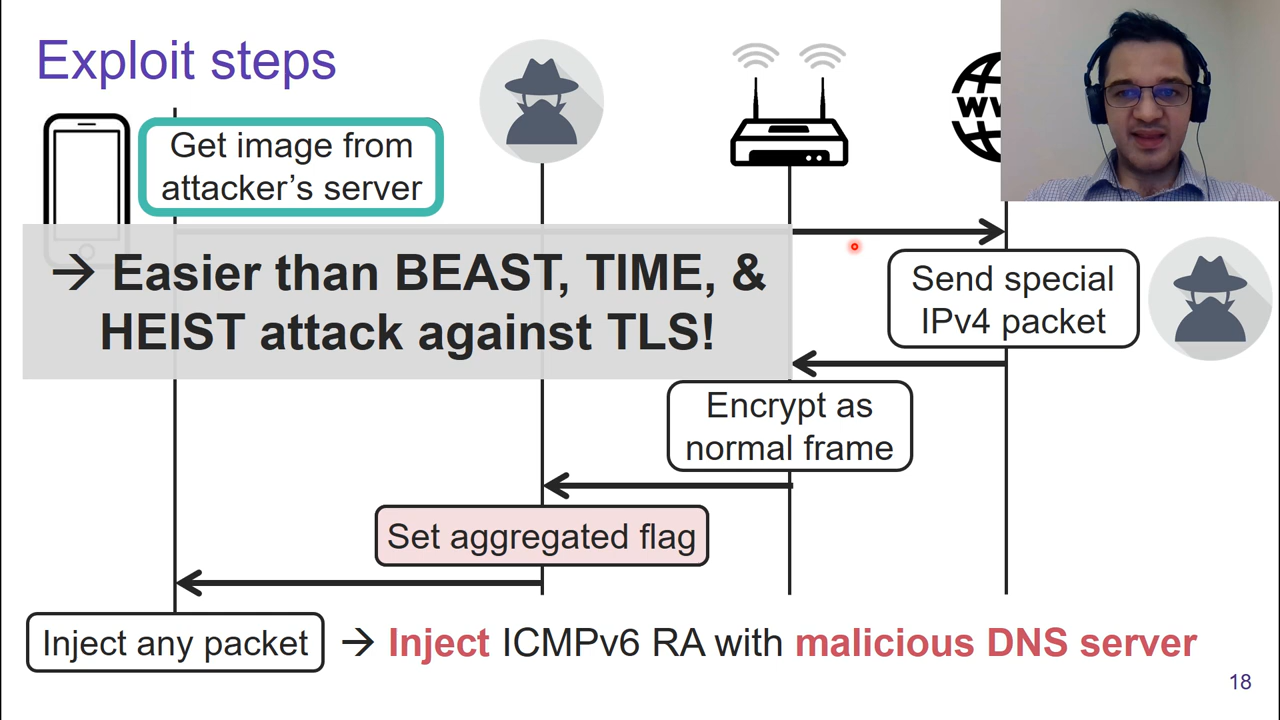 Exploit steps
Get image from
attacker's server
→ Easier than BEAST, TIME, &
HEIST attack against TLS!
Send special
IPv4 packet
Encrypt as
normal frame
Set aggregated flag
Inject any packet
→ Inject ICMPv6 RA with malicious DNS server
18